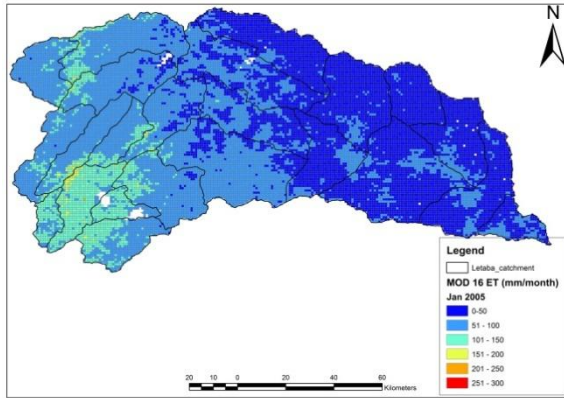 N
Legend
Letaba_catchment
MOD 16 ET (mm/month)
Jan 2005
0-50
51 - 100
101 - 150
151 - 200
201 - 250
251 - 300
20 10 0 20 40 60
Kilometers